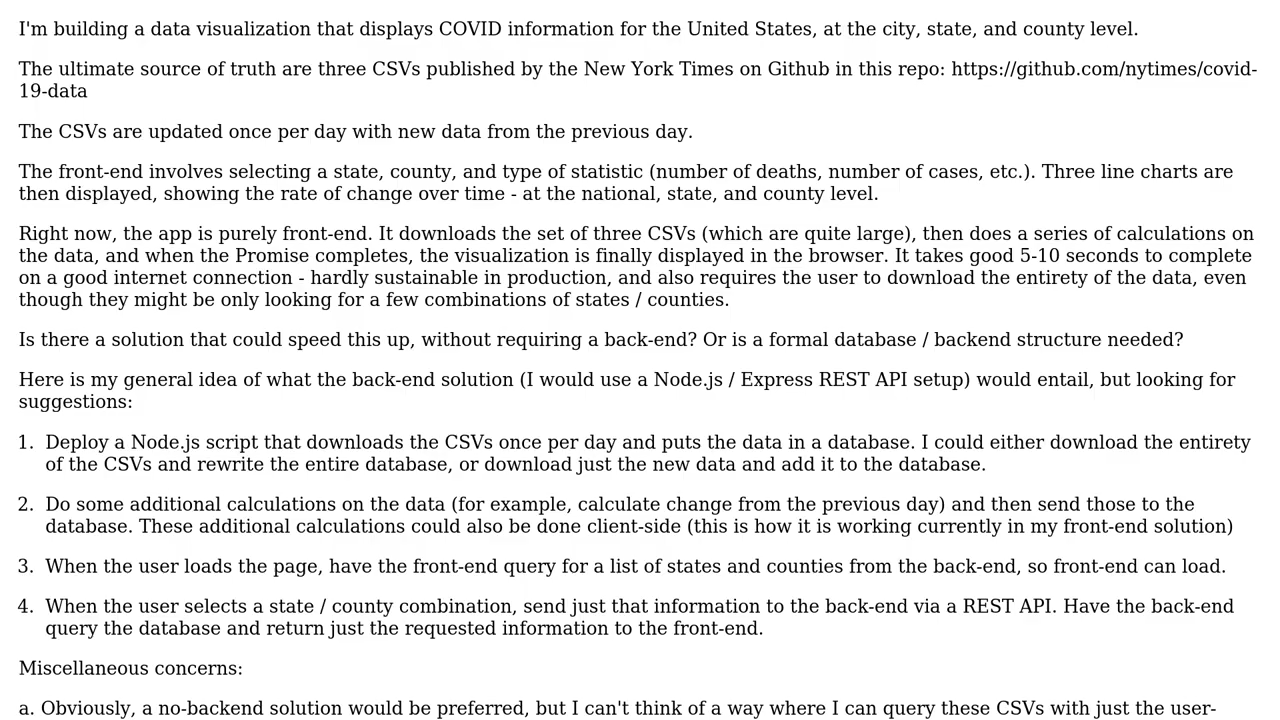 I'm building a data visualization that displays COVID information for the United States, at the city, state, and county level.
The ultimate source of truth are three CSVs published by the New York Times on Github in this repo: https://github.com/nytimes/covid-
19-data
The CSVs are updated once per day with new data from the previous day.
The front-end involves selecting a state, county, and type of statistic (number of deaths, number of cases, etc.). Three line charts are
then displayed, showing the rate of change over time - at the national, state, and county level.
Right now, the app is purely front-end. It downloads the set of three CSVs (which are quite large), then does a series of calculations on
the data, and when the Promise completes, the visualization is finally displayed in the browser. It takes good 5-10 seconds to complete
on a good internet connection - hardly sustainable in production, and also requires the user to download the entirety of the data, even
though they might be only looking for a few combinations of states / counties.
Is there a solution that could speed this up, without requiring a back-end? Or is a formal database / backend structure needed?
Here is my general idea of what the back-end solution (I would use a Node.js / Express REST API setup) would entail, but looking for
suggestions:
1. Deploy a Node.js script that downloads the CSVs once per day and puts the data in a database. I could either download the entirety
of the CSVs and rewrite the entire database, or download just the new data and add it to the database.
2. Do some additional calculations on the data (for example, calculate change from the previous day) and then send those to the
database. These additional calculations could also be done client-side (this is how it is working currently in my front-end solution)
3. When the user loads the page, have the front-end query for a list of states and counties from the back-end, so front-end can load.
4. When the user selects a state / county combination, send just that information to the back-end via a REST API. Have the back-end
query the database and return just the requested information to the front-end.
Miscellaneous concerns:
a. Obviously, a no-backend solution would be preferred, but I can't think of a way where I can query these CSVs with just the user-